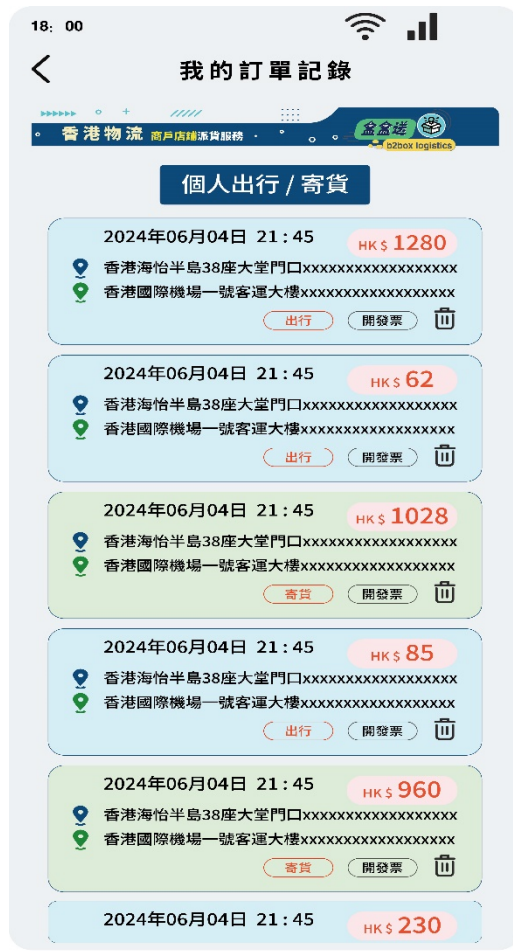 18: 00
我的訂單記錄
香港物流 商戶店舖派貨服務
盒盒送
b2box logistics
個人出行 / 寄貨
2024年06月04日 21:45 HK$ 1280
香港海怡半島38座大堂門口xxxxxxxxxxxxxxxxxx
香港國際機場一號客運大樓xxxxxxxxxxxxxxxxxx
出行 開發票
2024年06月04日 21:45 HK$ 62
香港海怡半島38座大堂門口xxxxxxxxxxxxxxxxxx
香港國際機場一號客運大樓xxxxxxxxxxxxxxxxxx
出行 開發票
2024年06月04日 21:45 HK$ 1028
香港海怡半島38座大堂門口xxxxxxxxxxxxxxxxxx
香港國際機場一號客運大樓xxxxxxxxxxxxxxxxxx
寄貨 開發票
2024年06月04日 21:45 HK$ 85
香港海怡半島38座大堂門口xxxxxxxxxxxxxxxxxx
香港國際機場一號客運大樓xxxxxxxxxxxxxxxxxx
出行 開發票
2024年06月04日 21:45 HK$ 960
香港海怡半島38座大堂門口xxxxxxxxxxxxxxxxxx
香港國際機場一號客運大樓xxxxxxxxxxxxxxxxxx
寄貨 開發票
2024年06月04日 21:45 HK$ 230